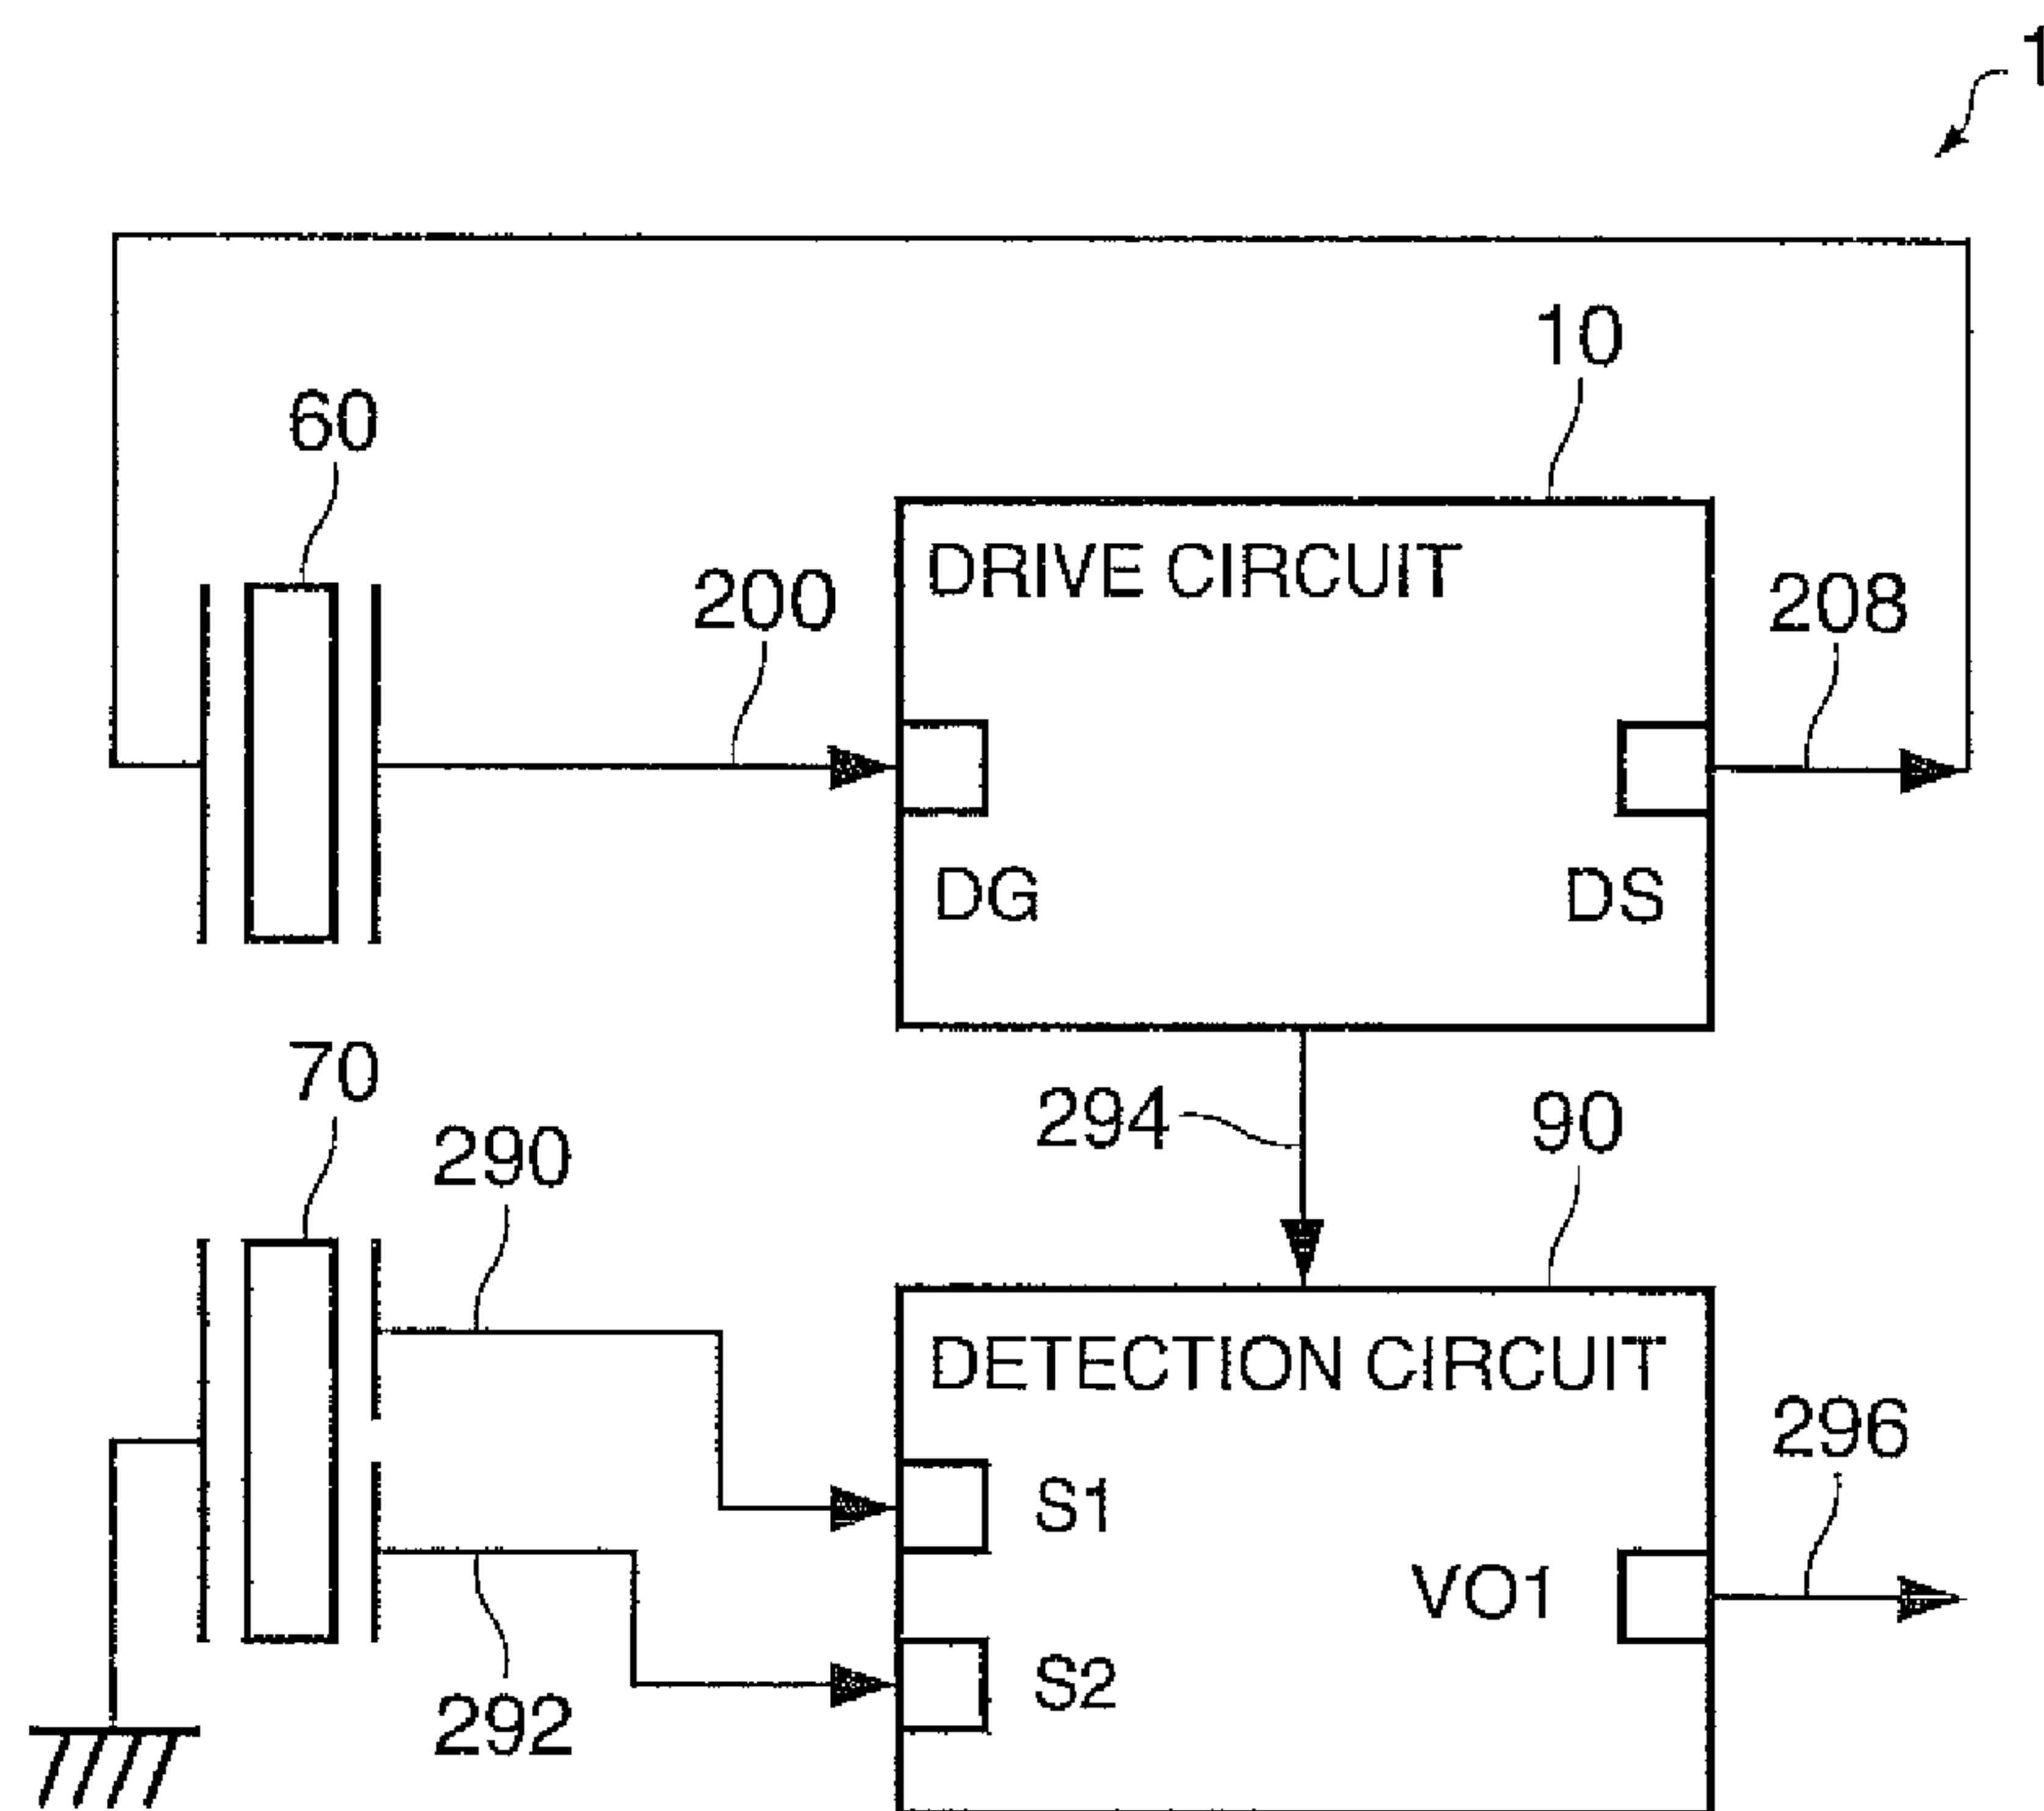 1
10
60
DRIVE CIRCUIT
200
208
DG
DS
70
294
90
290
DETECTION CIRCUIT
296
S1
VO1
S2
292